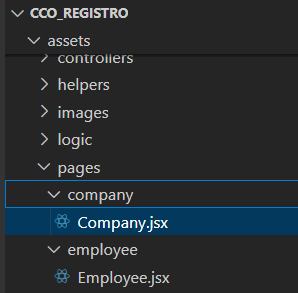 CCO_REGISTRO
assets
controllers
helpers
images
logic
pages
company
Company.jsx
employee
Employee.jsx